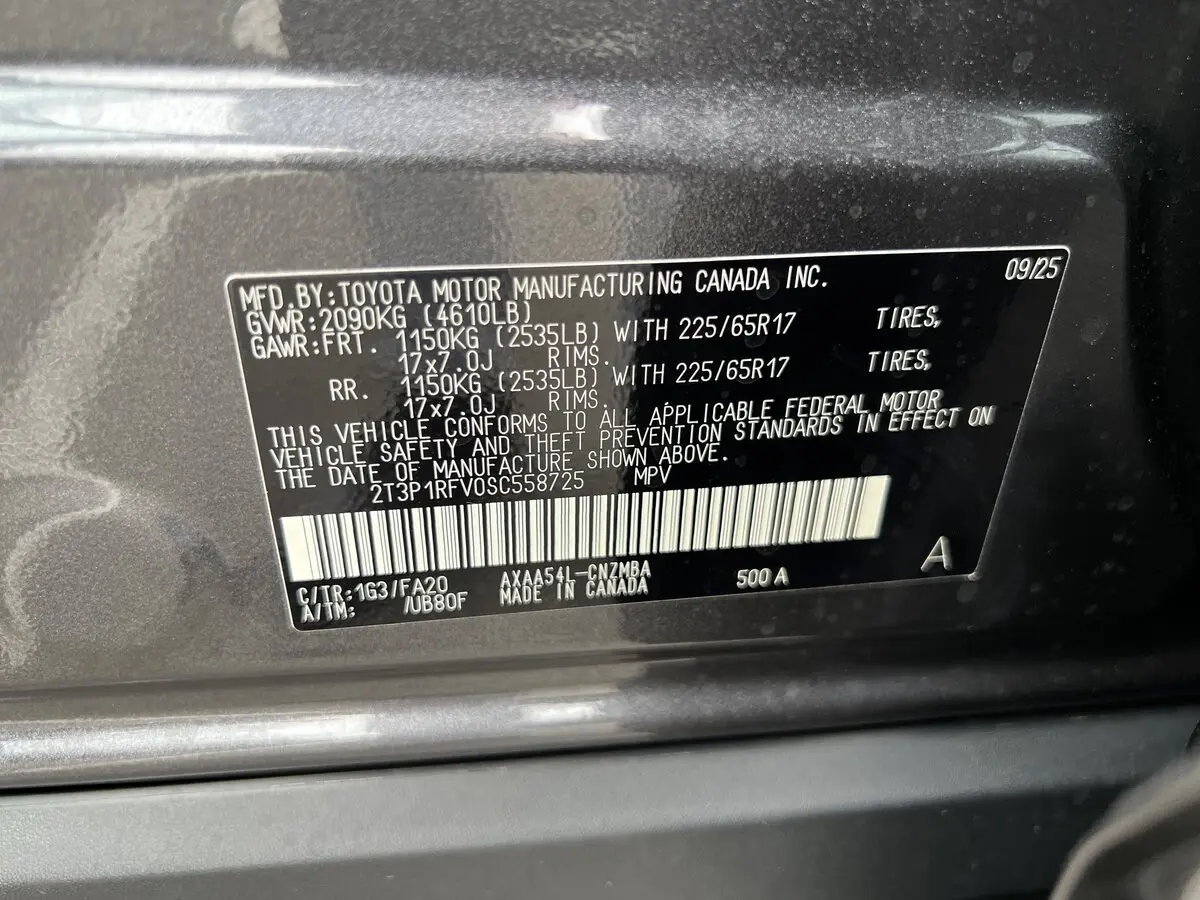 MFD.BY:TOYOTA MOTOR MANUFACTURING CANADA INC. 09/25
GVWR:2090KG (4610LB)
GAWR:FRT. 1150KG (2535LB) WITH 225/65R17 TIRES,
17x7.0J RIMS.
RR. 1150KG (2535LB) WITH 225/65R17 TIRES,
17x7.0J RIMS.
THIS VEHICLE CONFORMS TO ALL APPLICABLE FEDERAL MOTOR
VEHICLE SAFETY AND THEFT PREVENTION STANDARDS IN EFFECT ON
THE DATE OF MANUFACTURE SHOWN ABOVE.
2T3P1RFV0SC558725 MPV
C/TR:1G3/FA20 AXAA54L-CNZMBA 500 A A
A/TM: /UB80F MADE IN CANADA